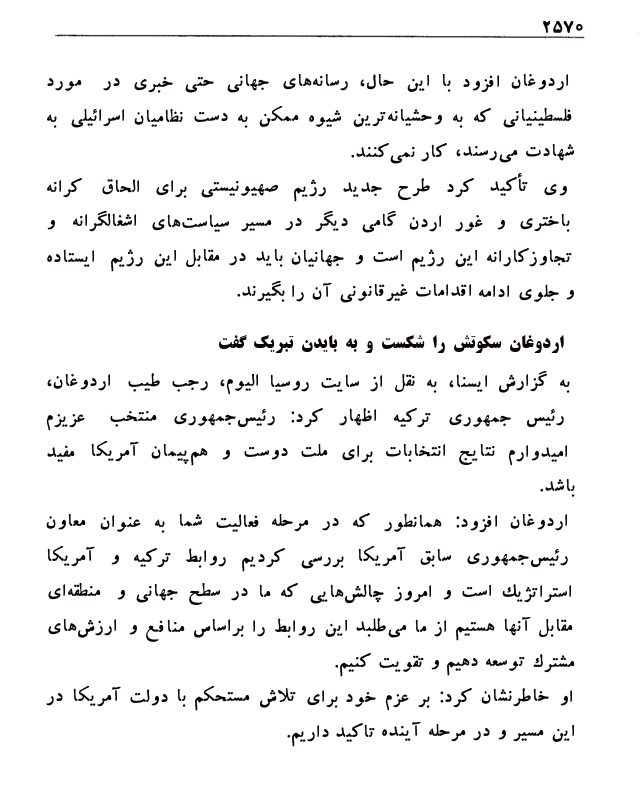 ۲۵۷۰
اردوغان افزود با این حال، رسانه‌های جهانی حتی خبری در مورد
فلسطینیانی که به وحشیانه‌ترین شیوه ممکن به دست نظامیان اسرائیلی به
شهادت می‌رسند، کار نمی‌کنند.
وی تأکید کرد طرح جدید رژیم صهیونیستی برای الحاق کرانه
باختری و غور اردن گامی دیگر در مسیر سیاست‌های اشغالگرانه و
تجاوزکارانه این رژیم است و جهانیان باید در مقابل این رژیم ایستاده
و جلوی ادامه اقدامات غیرقانونی آن را بگیرند.
اردوغان سکوتش را شکست و به بایدن تبریک گفت
به گزارش ایسنا، به نقل از سایت روسیا الیوم، رجب طیب اردوغان،
رئیس جمهوری ترکیه اظهار کرد: رئیس‌جمهوری منتخب عزیزم
امیدوارم نتایج انتخابات برای ملت دوست و هم‌پیمان آمریکا مفید
باشد.
اردوغان افزود: همانطور که در مرحله فعالیت شما به عنوان معاون
رئیس‌جمهوری سابق آمریکا بررسی کردیم روابط ترکیه و آمریکا
استراتژیك است و امروز چالش‌هایی که ما در سطح جهانی و منطقه‌ای
مقابل آنها هستیم از ما می‌طلبد این روابط را براساس منافع و ارزش‌های
مشترك توسعه دهیم و تقویت کنیم.
او خاطرنشان کرد: بر عزم خود برای تلاش مستحکم با دولت آمریکا در
این مسیر و در مرحله آینده تاکید داریم.